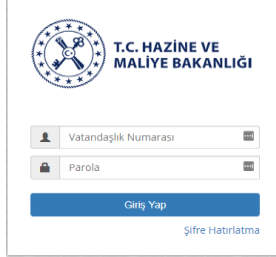 T.C. HAZİNE VE
MALİYE BAKANLIĞI
Vatandaşlık Numarası
Parola
Giriş Yap
Şifre Hatırlatma